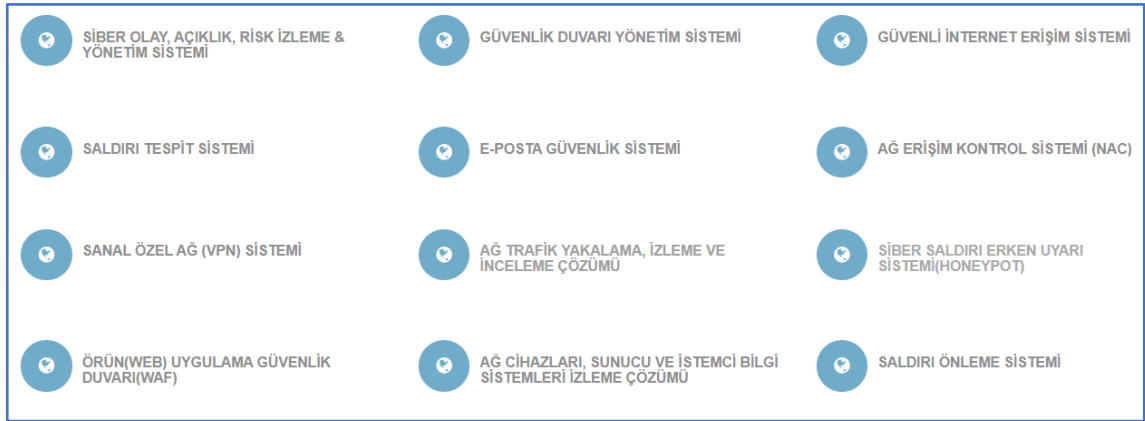 SİBER OLAY, AÇIKLIK, RİSK İZLEME &
YÖNETİM SİSTEMİ
GÜVENLİK DUVARI YÖNETİM SİSTEMİ
GÜVENLİ İNTERNET ERİŞİM SİSTEMİ
SALDIRI TESPİT SİSTEMİ
E-POSTA GÜVENLİK SİSTEMİ
AĞ ERİŞİM KONTROL SİSTEMİ (NAC)
SANAL ÖZEL AĞ (VPN) SİSTEMİ
AĞ TRAFİK YAKALAMA, İZLEME VE
İNCELEME ÇÖZÜMÜ
SİBER SALDIRI ERKEN UYARI
SİSTEMİ(HONEYPOT)
ÖRÜN(WEB) UYGULAMA GÜVENLİK
DUVARI(WAF)
AĞ CİHAZLARI, SUNUCU VE İSTEMCİ BİLGİ
SİSTEMLERİ İZLEME ÇÖZÜMÜ
SALDIRI ÖNLEME SİSTEMİ